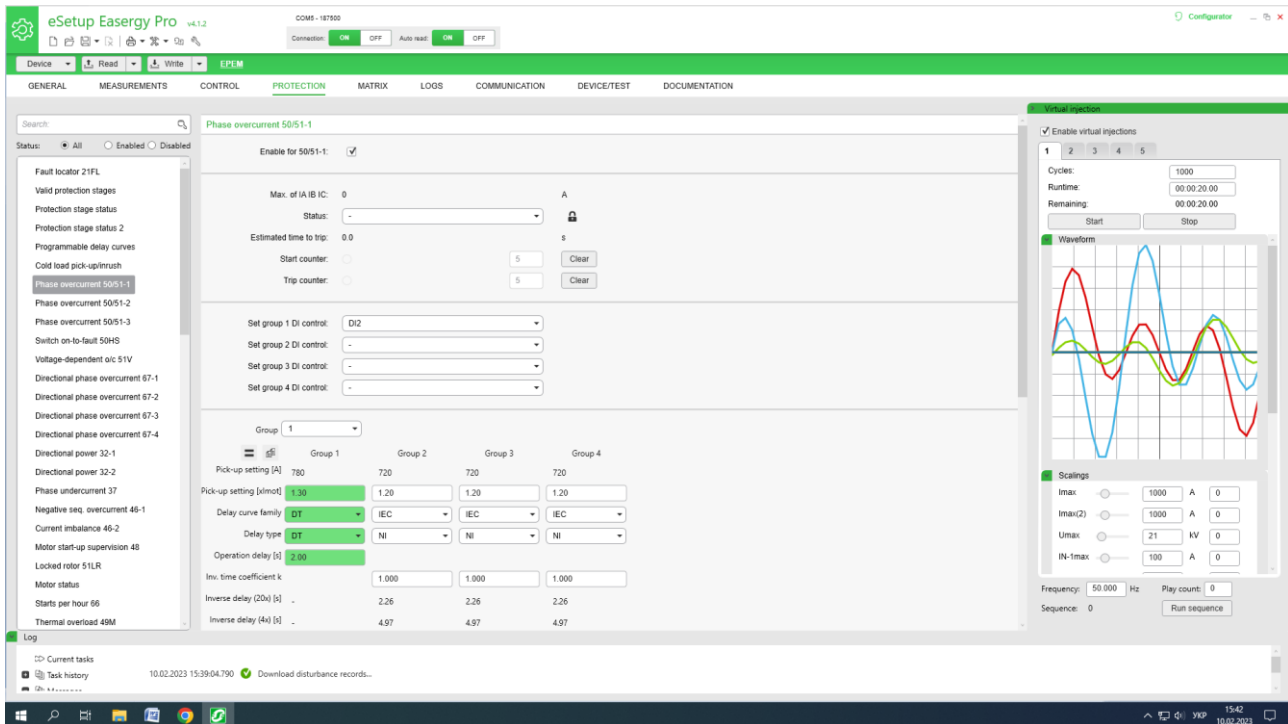 eSetup Easergy Pro v4.1.2
COM5 - 187500
Configurator
Connection: ON OFF Auto read: ON OFF
Device Read Write EPEM
GENERAL MEASUREMENTS CONTROL PROTECTION MATRIX LOGS COMMUNICATION DEVICE/TEST DOCUMENTATION
Search:
Status: All Enabled Disabled
Fault locator 21FL
Valid protection stages
Protection stage status
Protection stage status 2
Programmable delay curves
Cold load pick-up/inrush
Phase overcurrent 50/51-1
Phase overcurrent 50/51-2
Phase overcurrent 50/51-3
Switch on-to-fault 50HS
Voltage-dependent o/c 51V
Directional phase overcurrent 67-1
Directional phase overcurrent 67-2
Directional phase overcurrent 67-3
Directional phase overcurrent 67-4
Directional power 32-1
Directional power 32-2
Phase undercurrent 37
Negative seq. overcurrent 46-1
Current imbalance 46-2
Motor start-up supervision 48
Locked rotor 51LR
Motor status
Starts per hour 66
Thermal overload 49M
Phase overcurrent 50/51-1
Enable for 50/51-1:
Max. of IA IB IC: 0 A
Status: -
Estimated time to trip: 0.0 s
Start counter: 5 Clear
Trip counter: 5 Clear
Set group 1 DI control: DI2
Set group 2 DI control: -
Set group 3 DI control: -
Set group 4 DI control: -
Group 1
Group 1 Group 2 Group 3 Group 4
Pick-up setting [A] 780 720 720 720
Pick-up setting [xlmot] 1.30 1.20 1.20 1.20
Delay curve family DT IEC IEC IEC
Delay type DT NI NI NI
Operation delay [s] 2.00
Inv. time coefficient k 1.000 1.000 1.000
Inverse delay (20x) [s] - 2.26 2.26 2.26
Inverse delay (4x) [s] - 4.97 4.97 4.97
Virtual injection
Enable virtual injections
1 2 3 4 5
Cycles: 1000
Runtime: 00:00:20.00
Remaining: 00:00:20.00
Start Stop
Waveform
Scalings
Imax 1000 A 0
Imax(2) 1000 A 0
Umax 21 kV 0
IN-1max 100 A 0
Frequency: 50.000 Hz Play count: 0
Sequence: 0 Run sequence
Log
Current tasks
Task history 10.02.2023 15:39:04.790 Download disturbance records...
УКР 15:42
10.02.2023